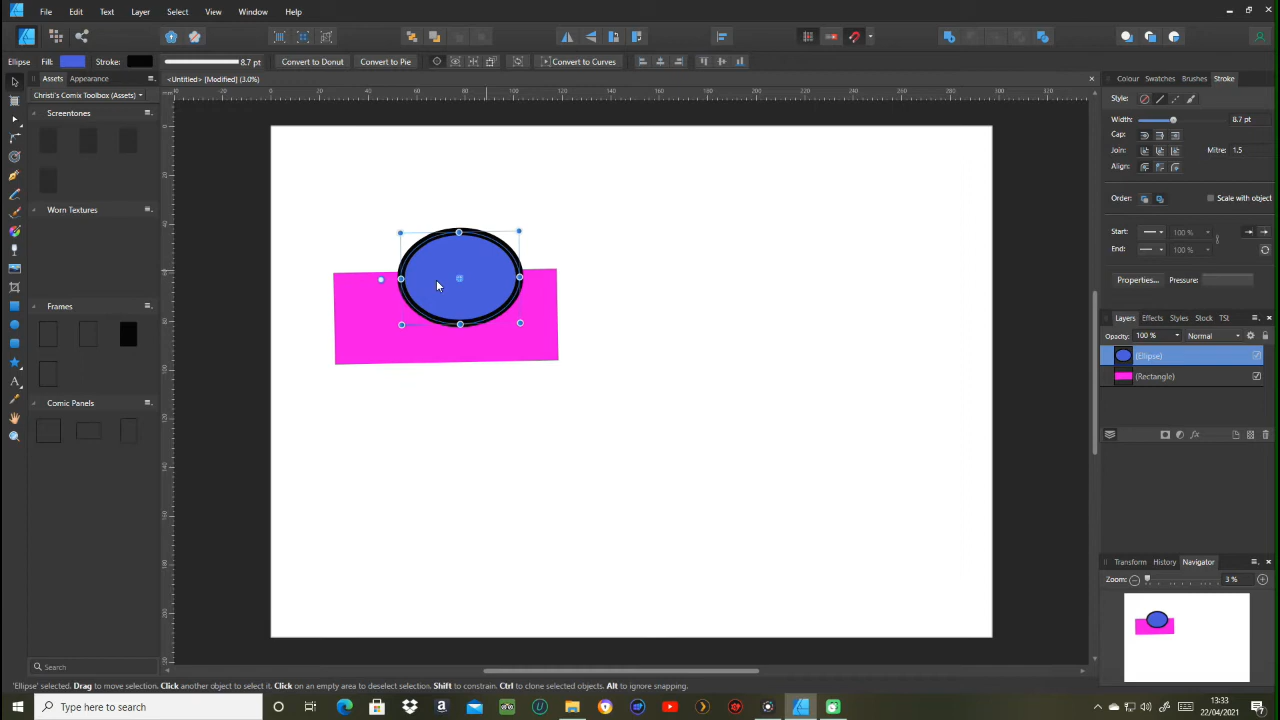 File Edit Text Layer Select View Window Help
Ellipse Fill: Stroke: 8.7 pt Convert to Donut Convert to Pie Convert to Curves
Assets Appearance
<Untitled> [Modified] (3.0%)
Colour Swatches Brushes Stroke
Christi's Comix Toolbox (Assets)
Style:
Screentones
Width: 8.7 pt
Cap:
Join: Mitre: 1.5
Align:
Order: Scale with object
Worn Textures
Start: 100 %
End: 100 %
Properties... Pressure:
Frames
Layers Effects Styles Stock TSt
Opacity: 100 % Normal
(Ellipse)
(Rectangle)
Comic Panels
Transform History Navigator
Zoom: 3 %
Search
'Ellipse' selected. Drag to move selection. Click another object to select it. Click on an empty area to deselect selection. Shift to constrain. Ctrl to clone selected objects. Alt to ignore snapping.
Type here to search
13:33
22/04/2021